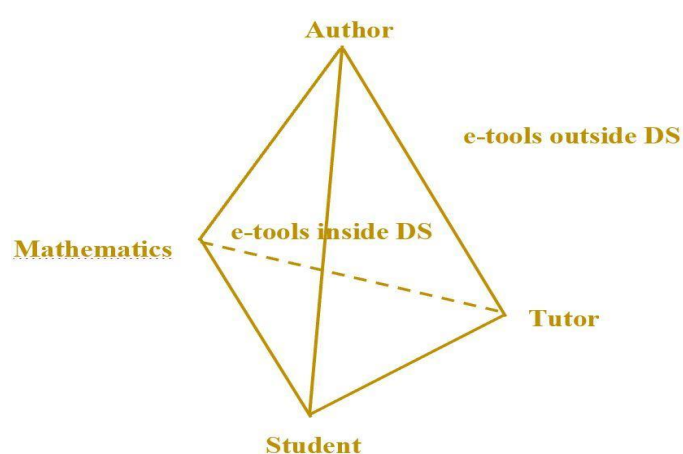 Author
e-tools outside DS
e-tools inside DS
Mathematics
Tutor
Student